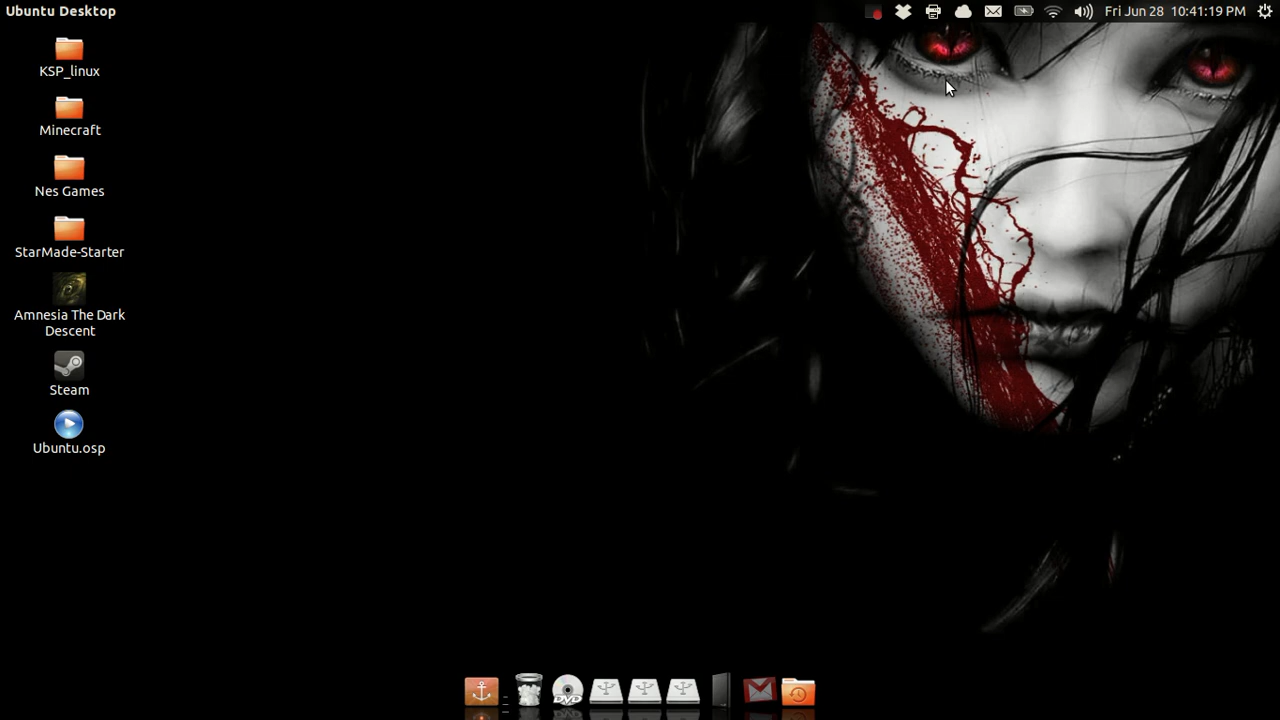 Ubuntu Desktop
Fri Jun 28 10:41:19 PM
KSP_linux
Minecraft
Nes Games
StarMade-Starter
Amnesia The Dark
Descent
Steam
Ubuntu.osp
DVD